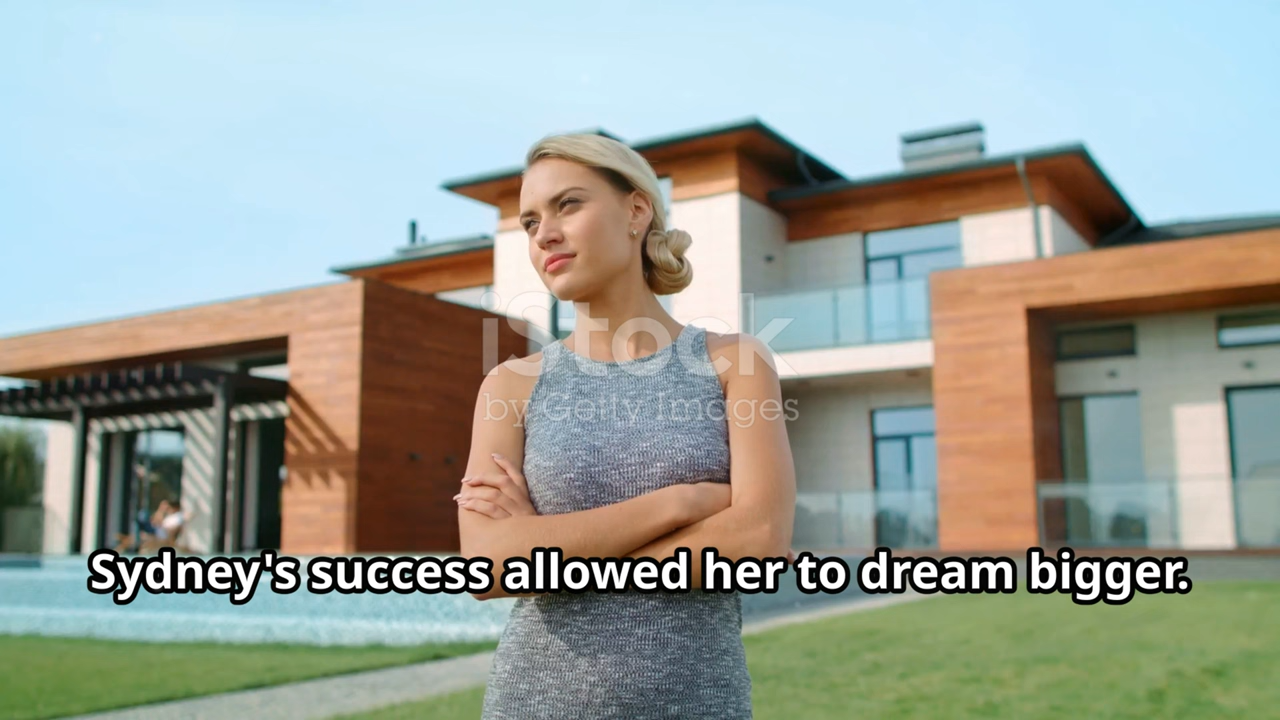 iStock
by Getty Images
Sydney's success allowed her to dream bigger.